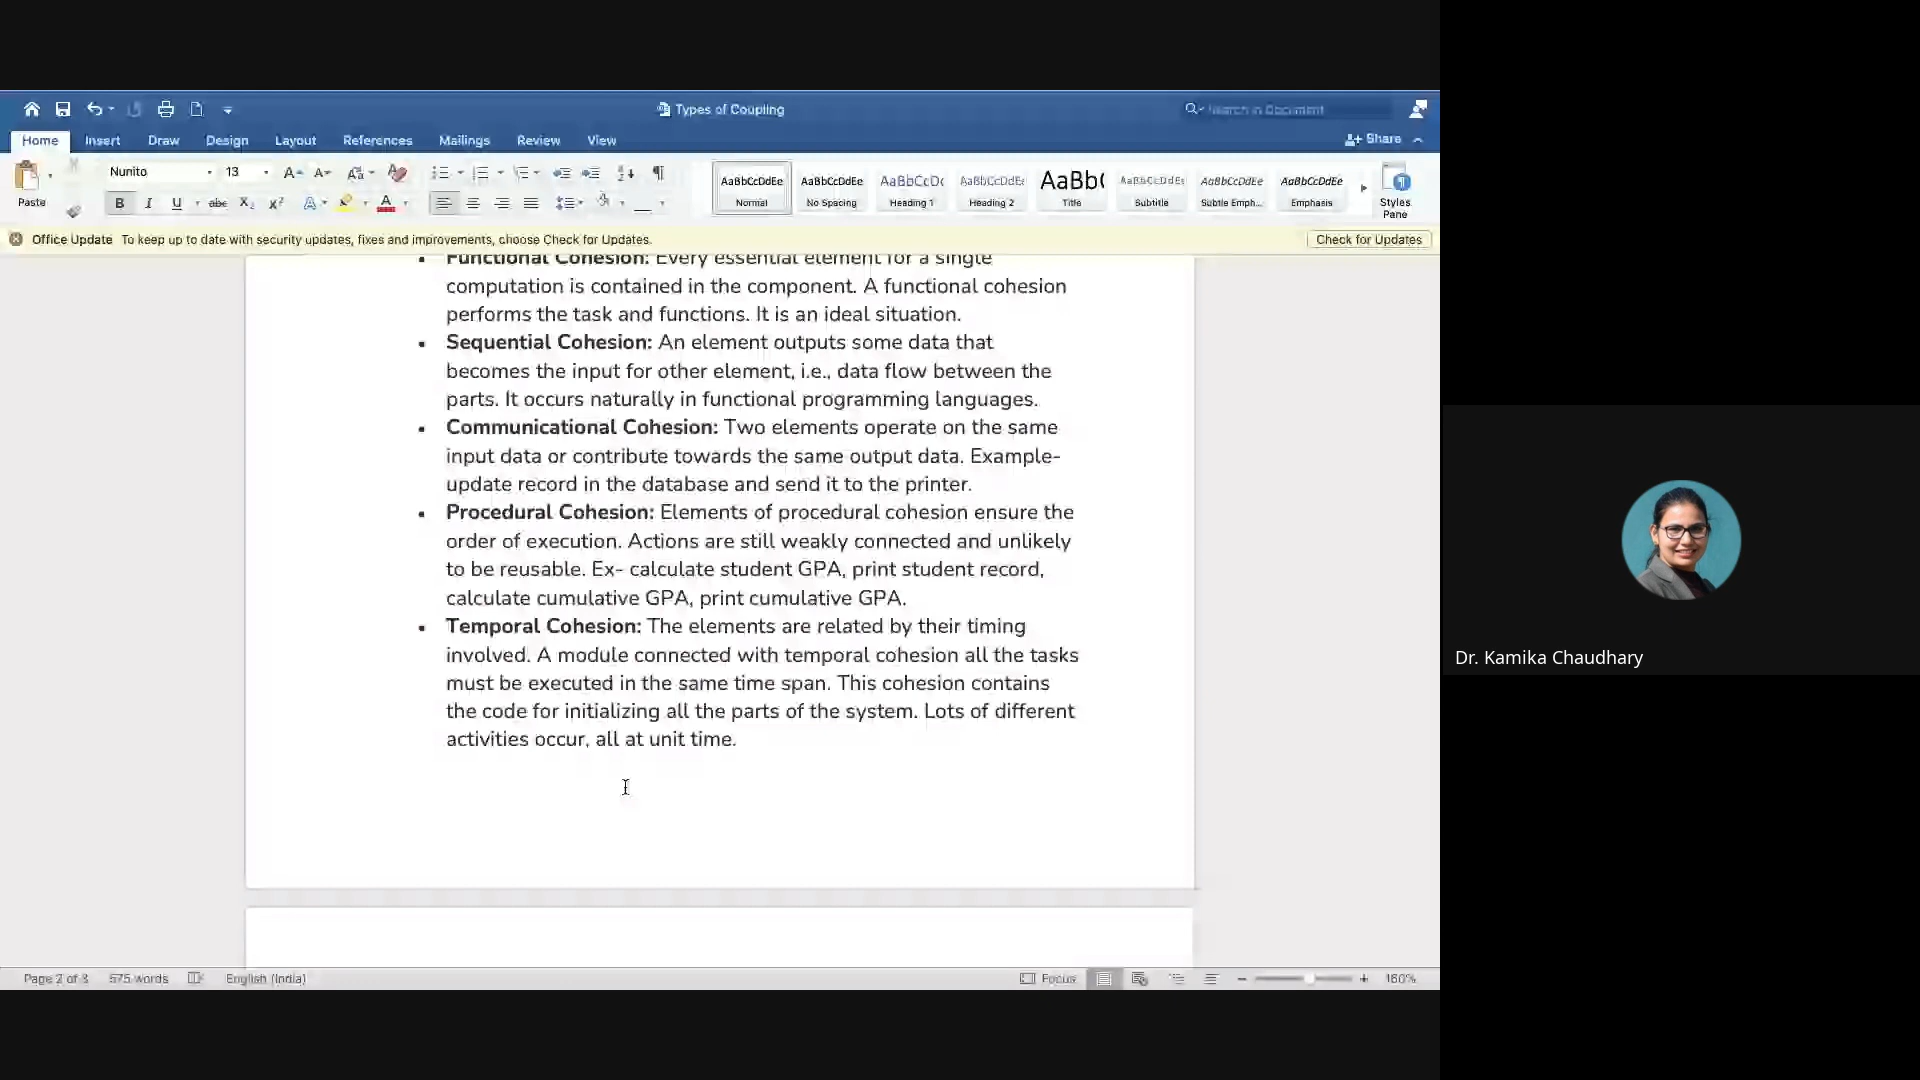 Types of Coupling
Search in Document
Home Insert Draw Design Layout References Mailings Review View
Share
Nunito 13
Paste
AaBbCcDdEe AaBbCcDdEe AaBbCcDc AaBbCcDdEe AaBb( AaBbCcDdEe AaBbCcDdEe AaBbCcDdEe
Normal No Spacing Heading 1 Heading 2 Title Subtitle Subtle Emph... Emphasis
Styles
Pane
Office Update To keep up to date with security updates, fixes and improvements, choose Check for Updates.
Check for Updates
• Functional Cohesion: Every essential element for a single
computation is contained in the component. A functional cohesion
performs the task and functions. It is an ideal situation.
• Sequential Cohesion: An element outputs some data that
becomes the input for other element, i.e., data flow between the
parts. It occurs naturally in functional programming languages.
• Communicational Cohesion: Two elements operate on the same
input data or contribute towards the same output data. Example-
update record in the database and send it to the printer.
• Procedural Cohesion: Elements of procedural cohesion ensure the
order of execution. Actions are still weakly connected and unlikely
to be reusable. Ex- calculate student GPA, print student record,
calculate cumulative GPA, print cumulative GPA.
• Temporal Cohesion: The elements are related by their timing
involved. A module connected with temporal cohesion all the tasks
must be executed in the same time span. This cohesion contains
the code for initializing all the parts of the system. Lots of different
activities occur, all at unit time.
Dr. Kamika Chaudhary
Page 2 of 3 575 words English (India)
Focus
160%